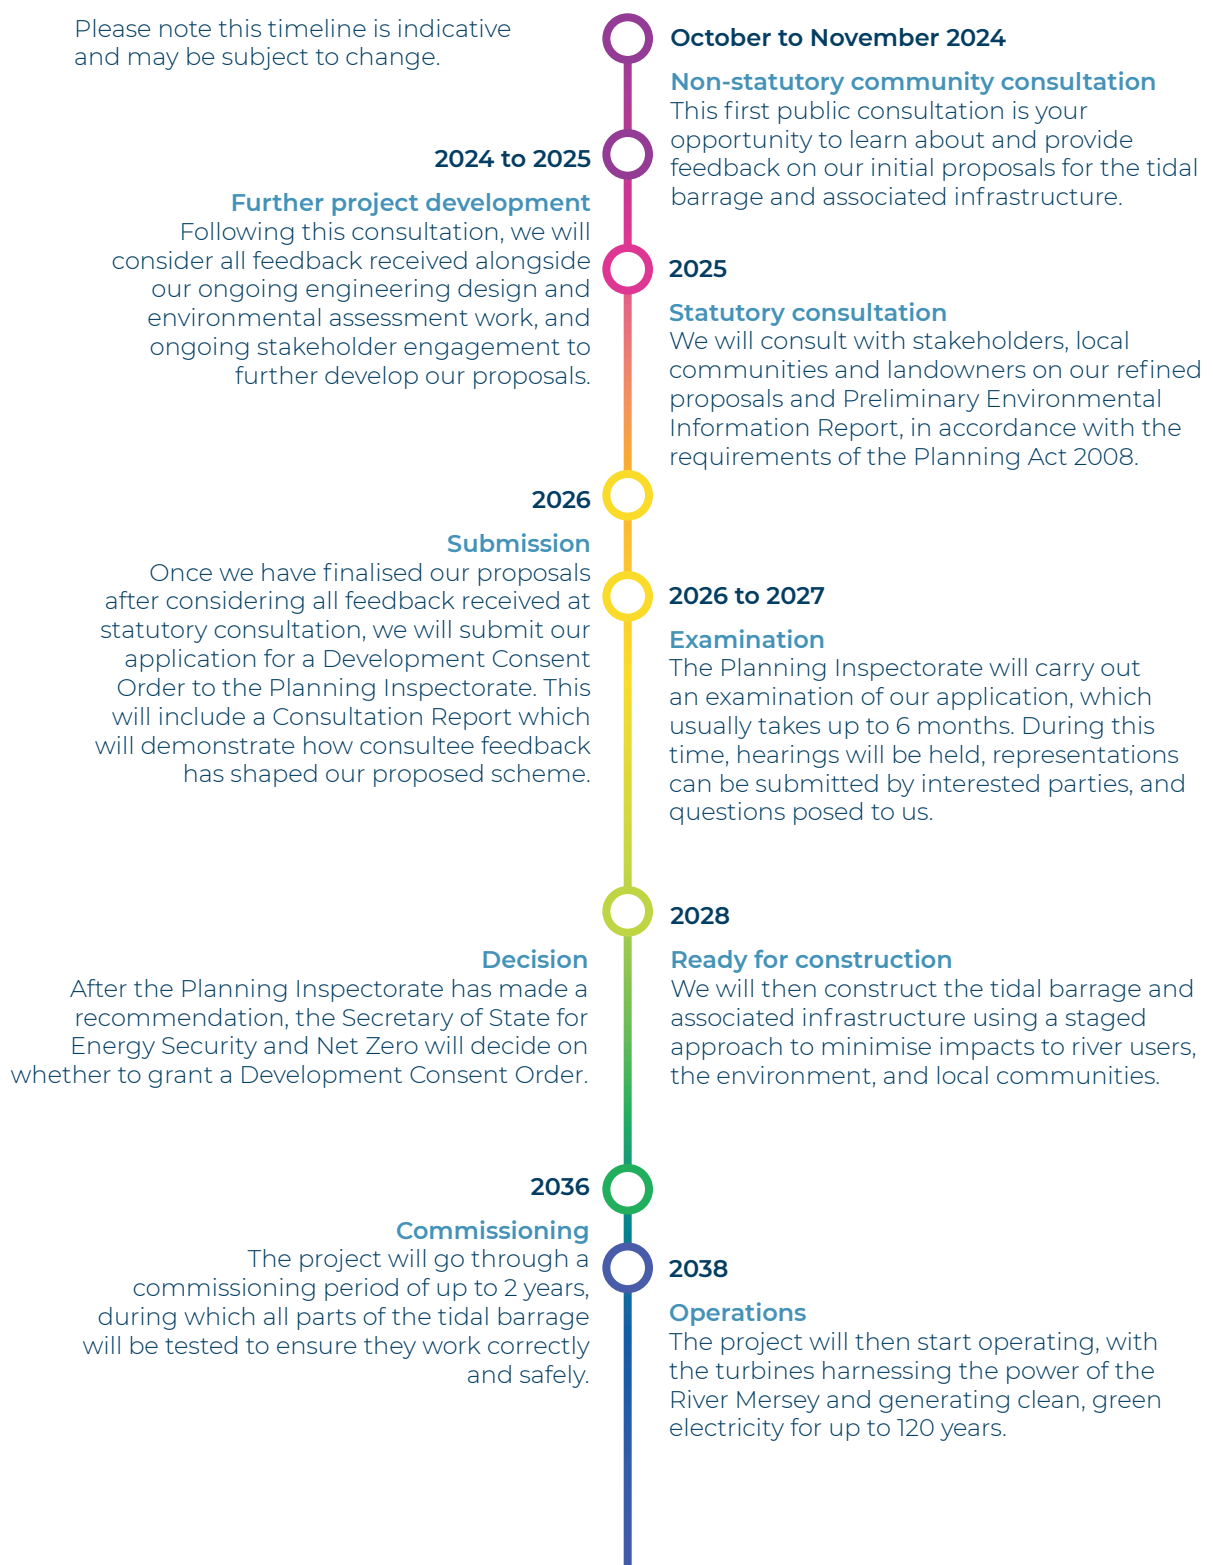 Please note this timeline is indicative
and may be subject to change.
October to November 2024
Non-statutory community consultation
This first public consultation is your
opportunity to learn about and provide
feedback on our initial proposals for the tidal
barrage and associated infrastructure.
2024 to 2025
Further project development
Following this consultation, we will
consider all feedback received alongside
our ongoing engineering design and
environmental assessment work, and
ongoing stakeholder engagement to
further develop our proposals.
2025
Statutory consultation
We will consult with stakeholders, local
communities and landowners on our refined
proposals and Preliminary Environmental
Information Report, in accordance with the
requirements of the Planning Act 2008.
2026
Submission
Once we have finalised our proposals
after considering all feedback received at
statutory consultation, we will submit our
application for a Development Consent
Order to the Planning Inspectorate. This
will include a Consultation Report which
will demonstrate how consultee feedback
has shaped our proposed scheme.
2026 to 2027
Examination
The Planning Inspectorate will carry out
an examination of our application, which
usually takes up to 6 months. During this
time, hearings will be held, representations
can be submitted by interested parties, and
questions posed to us.
Decision
After the Planning Inspectorate has made a
recommendation, the Secretary of State for
Energy Security and Net Zero will decide on
whether to grant a Development Consent Order.
2028
Ready for construction
We will then construct the tidal barrage and
associated infrastructure using a staged
approach to minimise impacts to river users,
the environment, and local communities.
2036
Commissioning
The project will go through a
commissioning period of up to 2 years,
during which all parts of the tidal barrage
will be tested to ensure they work correctly
and safely.
2038
Operations
The project will then start operating, with
the turbines harnessing the power of the
River Mersey and generating clean, green
electricity for up to 120 years.